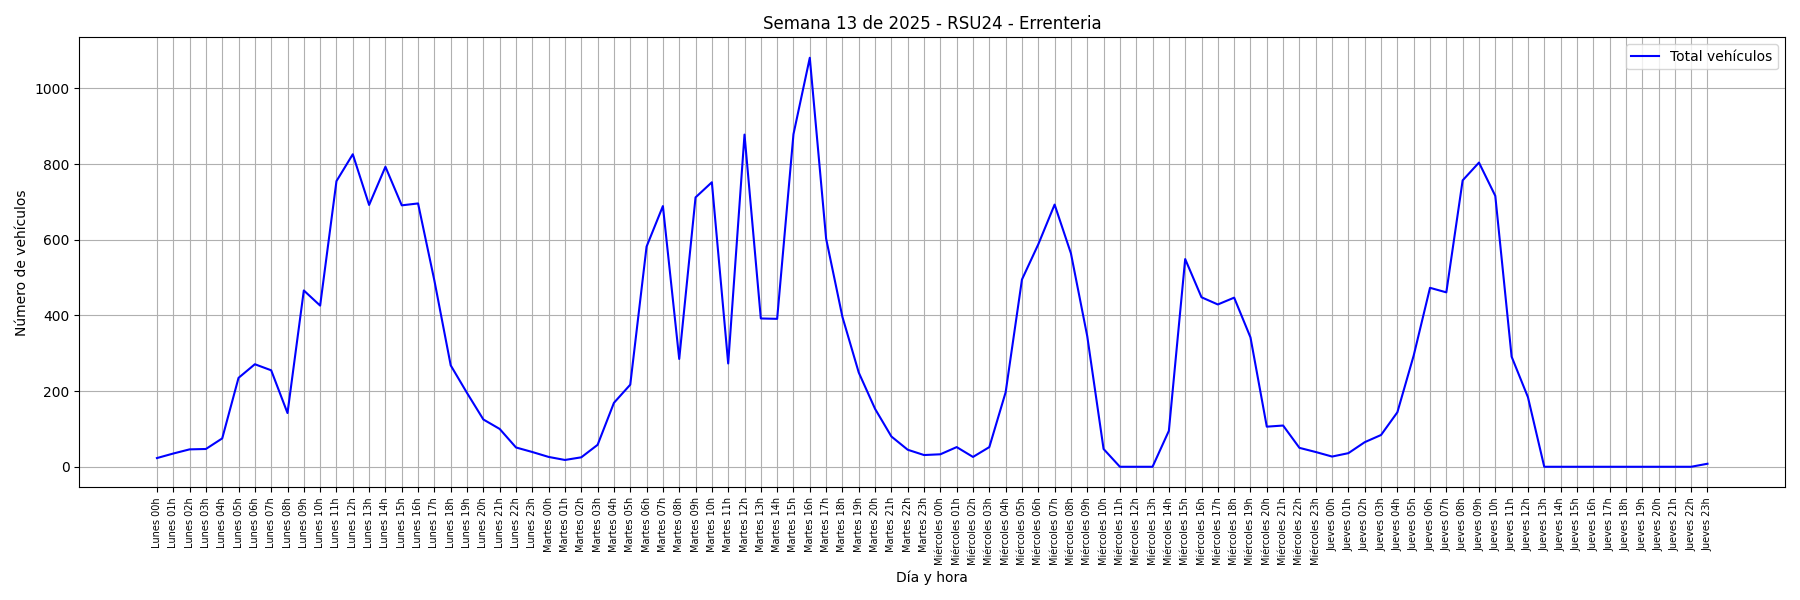 Semana 13 de 2025 - RSU24 - Errenteria
Total vehículos
Número de vehículos
1000
800
600
400
200
0
Lunes 00h
Lunes 01h
Lunes 02h
Lunes 03h
Lunes 04h
Lunes 05h
Lunes 06h
Lunes 07h
Lunes 08h
Lunes 09h
Lunes 10h
Lunes 11h
Lunes 12h
Lunes 13h
Lunes 14h
Lunes 15h
Lunes 16h
Lunes 17h
Lunes 18h
Lunes 19h
Lunes 20h
Lunes 21h
Lunes 22h
Lunes 23h
Martes 00h
Martes 01h
Martes 02h
Martes 03h
Martes 04h
Martes 05h
Martes 06h
Martes 07h
Martes 08h
Martes 09h
Martes 10h
Martes 11h
Martes 12h
Martes 13h
Martes 14h
Martes 15h
Martes 16h
Martes 17h
Martes 18h
Martes 19h
Martes 20h
Martes 21h
Martes 22h
Martes 23h
Miércoles 00h
Miércoles 01h
Miércoles 02h
Miércoles 03h
Miércoles 04h
Miércoles 05h
Miércoles 06h
Miércoles 07h
Miércoles 08h
Miércoles 09h
Miércoles 10h
Miércoles 11h
Miércoles 12h
Miércoles 13h
Miércoles 14h
Miércoles 15h
Miércoles 16h
Miércoles 17h
Miércoles 18h
Miércoles 19h
Miércoles 20h
Miércoles 21h
Miércoles 22h
Miércoles 23h
Jueves 00h
Jueves 01h
Jueves 02h
Jueves 03h
Jueves 04h
Jueves 05h
Jueves 06h
Jueves 07h
Jueves 08h
Jueves 09h
Jueves 10h
Jueves 11h
Jueves 12h
Jueves 13h
Jueves 14h
Jueves 15h
Jueves 16h
Jueves 17h
Jueves 18h
Jueves 19h
Jueves 20h
Jueves 21h
Jueves 22h
Jueves 23h
Día y hora